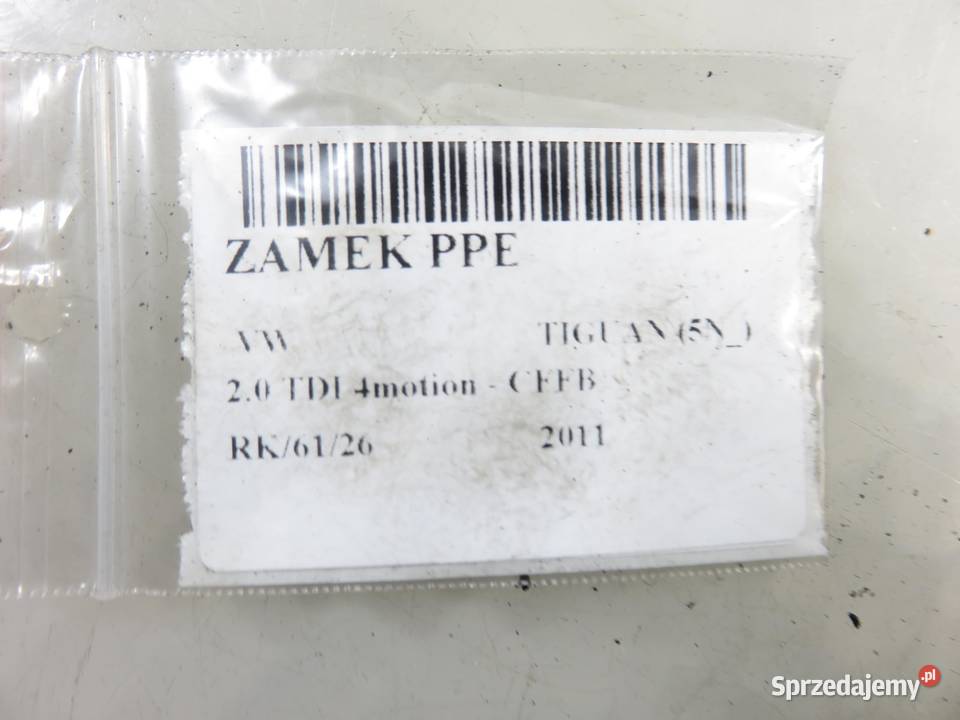 ZAMEK PPE
VW TIGUAN (5N_)
2.0 TDI 4motion - CFFB
RK/61/26 2011
Sprzedajemy.pl